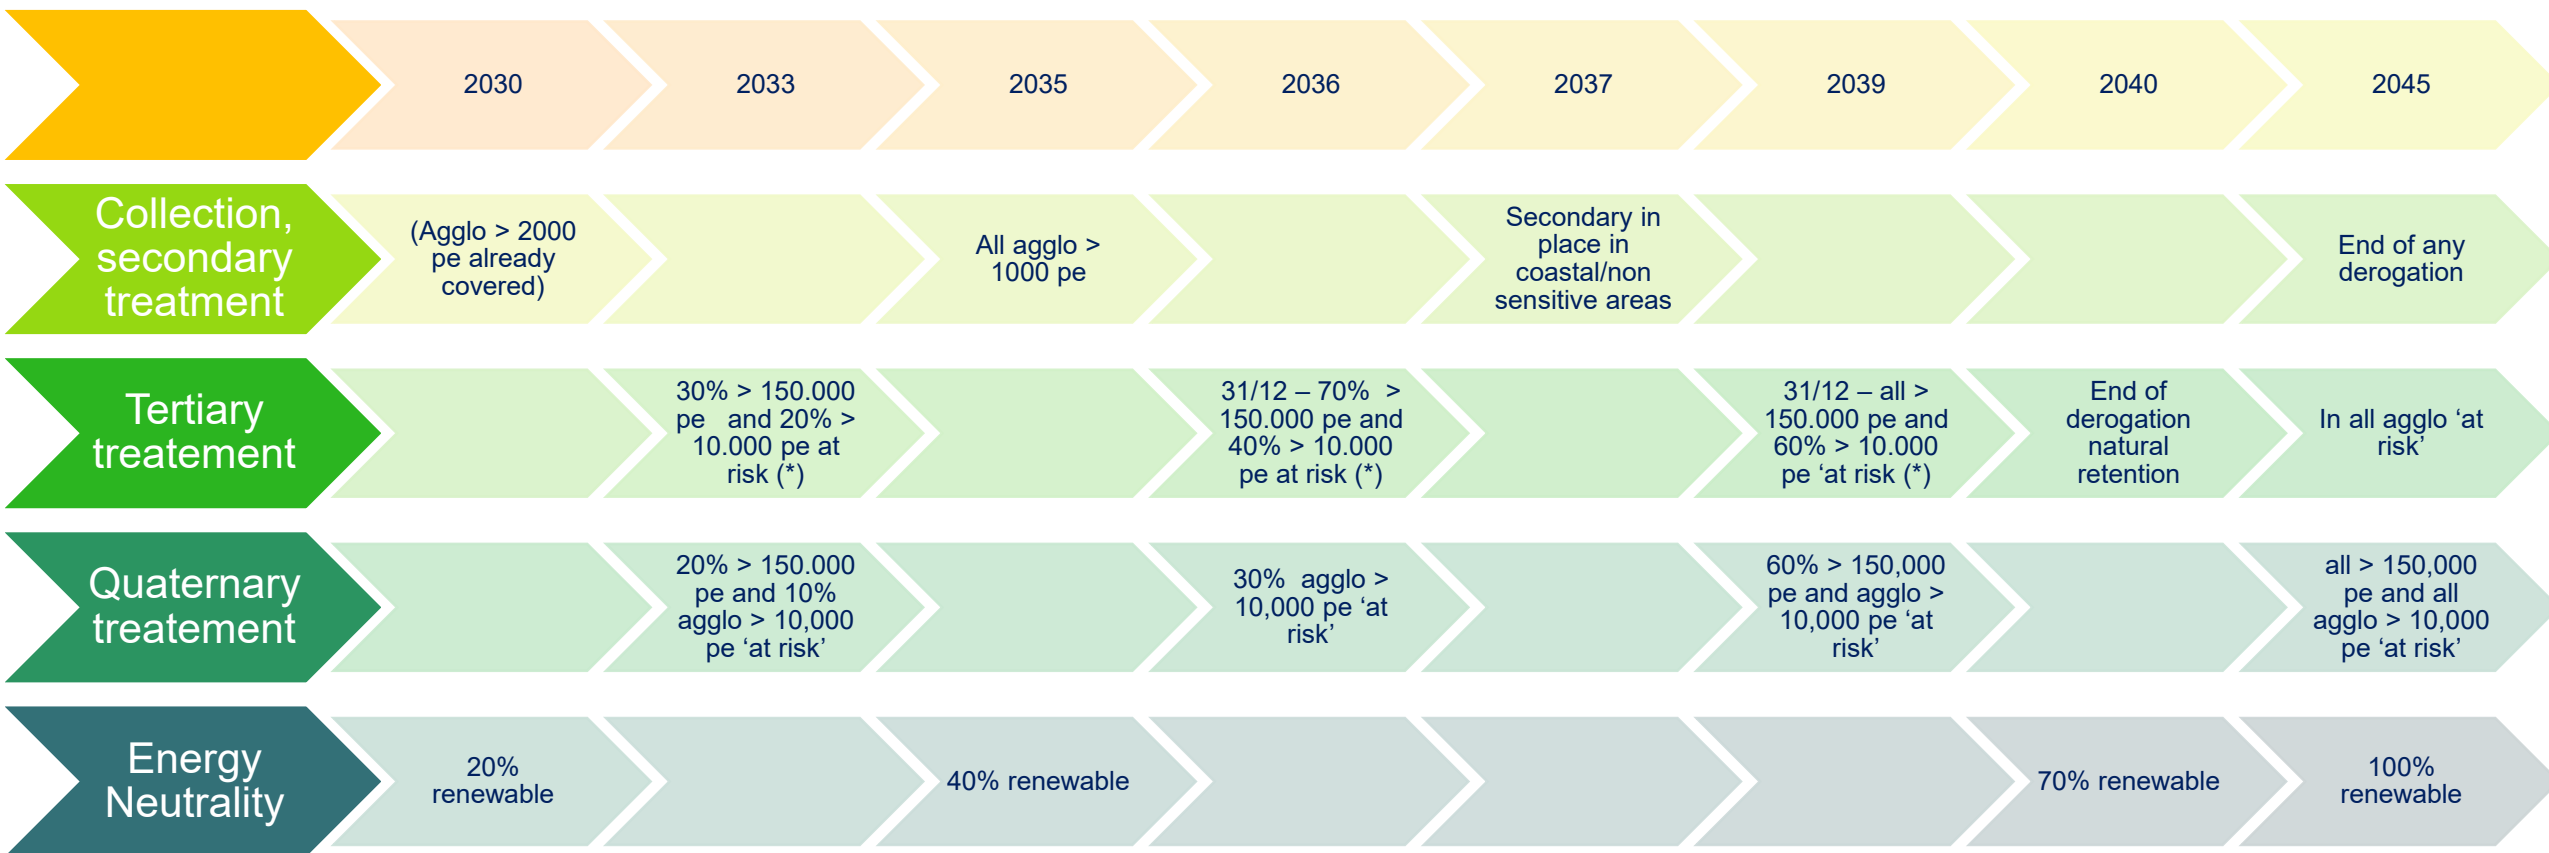 2030
2033
2035
2036
2037
2039
2040
2045
Collection,
secondary
treatment
(Agglo > 2000
pe already
covered)
All agglo >
1000 pe
Secondary in
place in
coastal/non
sensitive areas
End of any
derogation
Tertiary
treatement
30% > 150.000
pe and 20% >
10.000 pe at
risk (*)
31/12 – 70% >
150.000 pe and
40% > 10.000
pe at risk (*)
31/12 – all >
150.000 pe and
60% > 10.000
pe ‘at risk (*)
End of
derogation
natural
retention
In all agglo ‘at
risk’
Quaternary
treatement
20% > 150.000
pe and 10%
agglo > 10,000
pe ‘at risk’
30% agglo >
10,000 pe ‘at
risk’
60% > 150,000
pe and agglo >
10,000 pe ‘at
risk’
all > 150,000
pe and all
agglo > 10,000
pe ‘at risk’
Energy
Neutrality
20%
renewable
40% renewable
70% renewable
100%
renewable